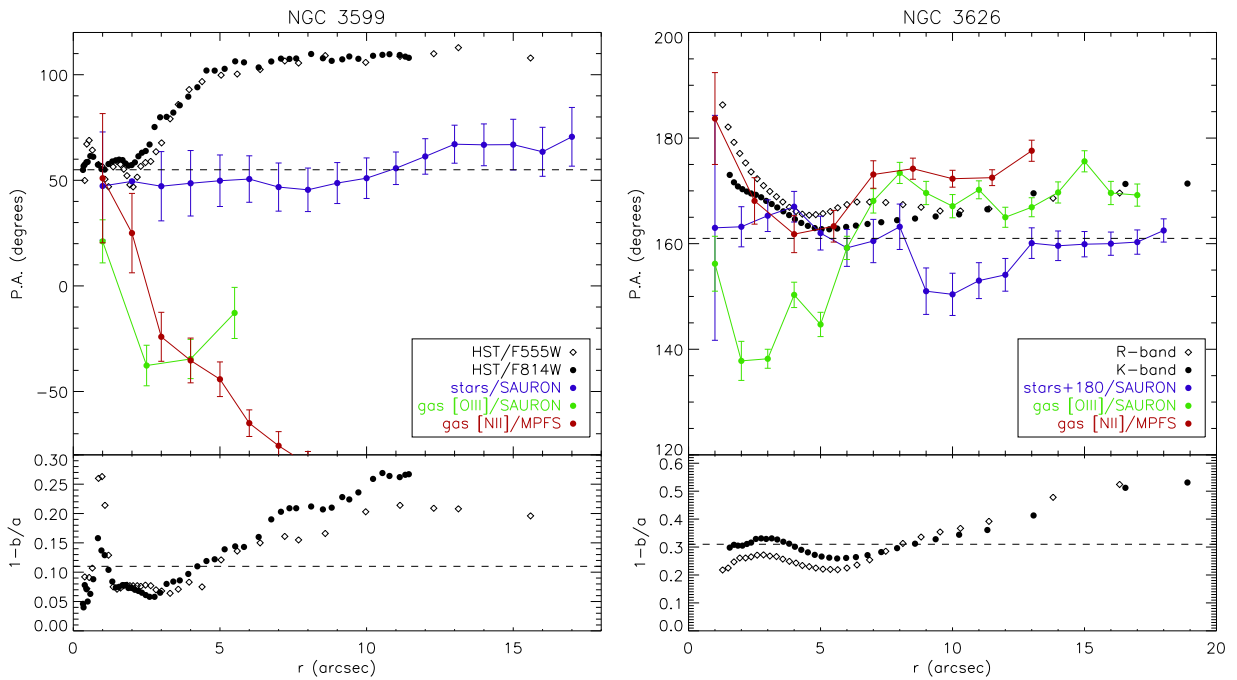 NGC 3599
P.A. (degrees)
100
50
0
−50
HST/F555W
HST/F814W
stars/SAURON
gas [OIII]/SAURON
gas [NII]/MPFS
1−b/a
0.30
0.25
0.20
0.15
0.10
0.05
0.00
0
5
10
15
r (arcsec)
NGC 3626
P.A. (degrees)
200
180
160
140
120
R−band
K−band
stars+180/SAURON
gas [OIII]/SAURON
gas [NII]/MPFS
1−b/a
0.6
0.5
0.4
0.3
0.2
0.1
0.0
0
5
10
15
20
r (arcsec)